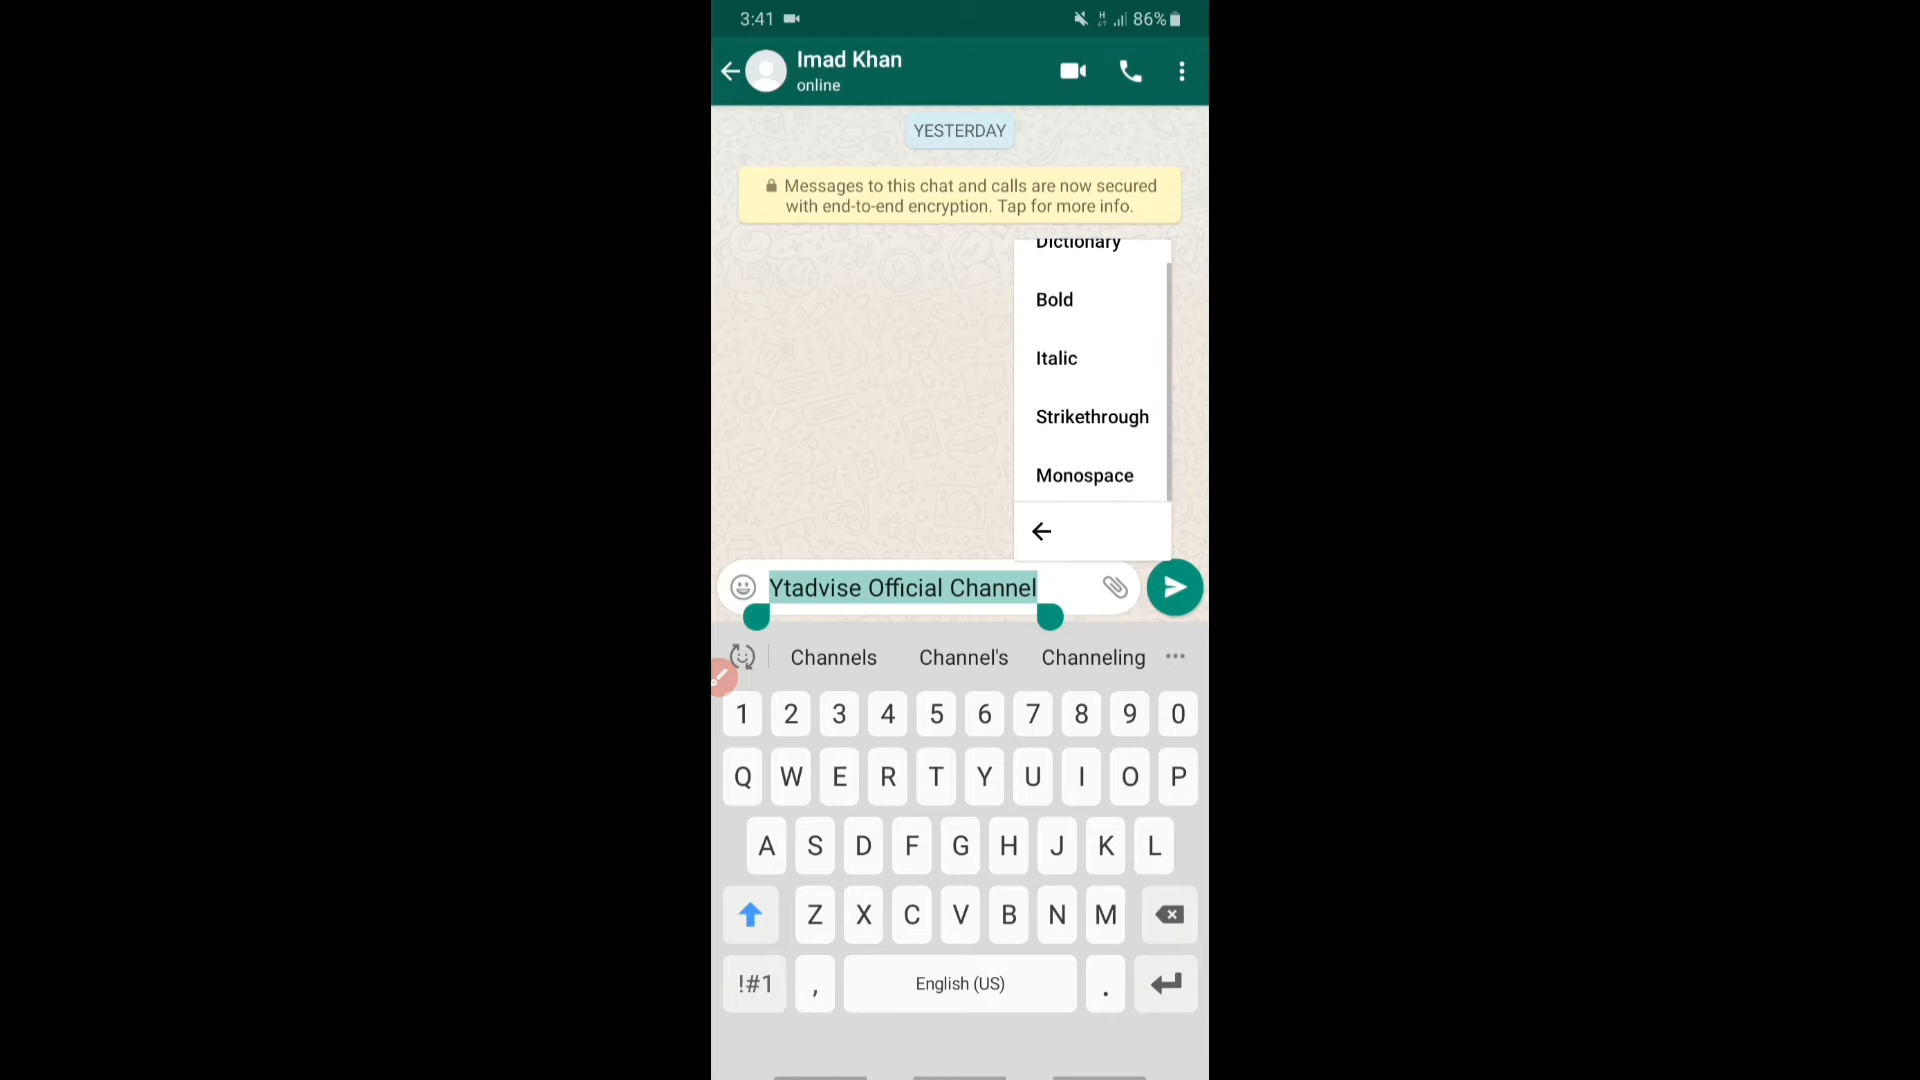 3:41 H 86%
Imad Khan
online
YESTERDAY
Messages to this chat and calls are now secured
with end-to-end encryption. Tap for more info.
Dictionary
Bold
Italic
Strikethrough
Monospace
Ytadvise Official Channel
Channels Channel's Channeling
1 2 3 4 5 6 7 8 9 0
Q W E R T Y U I O P
A S D F G H J K L
Z X C V B N M
!#1 , English (US) .